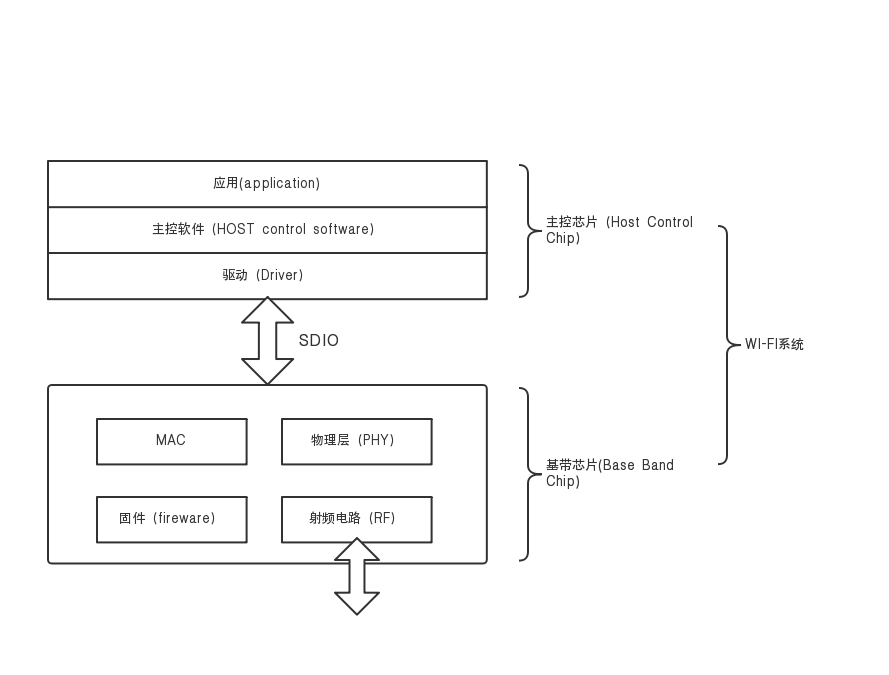 应用(application)
主控软件 (HOST control software)
驱动 (Driver)
主控芯片 (Host Control
Chip)
SDIO
WI-FI系统
MAC
物理层 (PHY)
固件 (fireware)
射频电路 (RF)
基带芯片(Base Band
Chip)